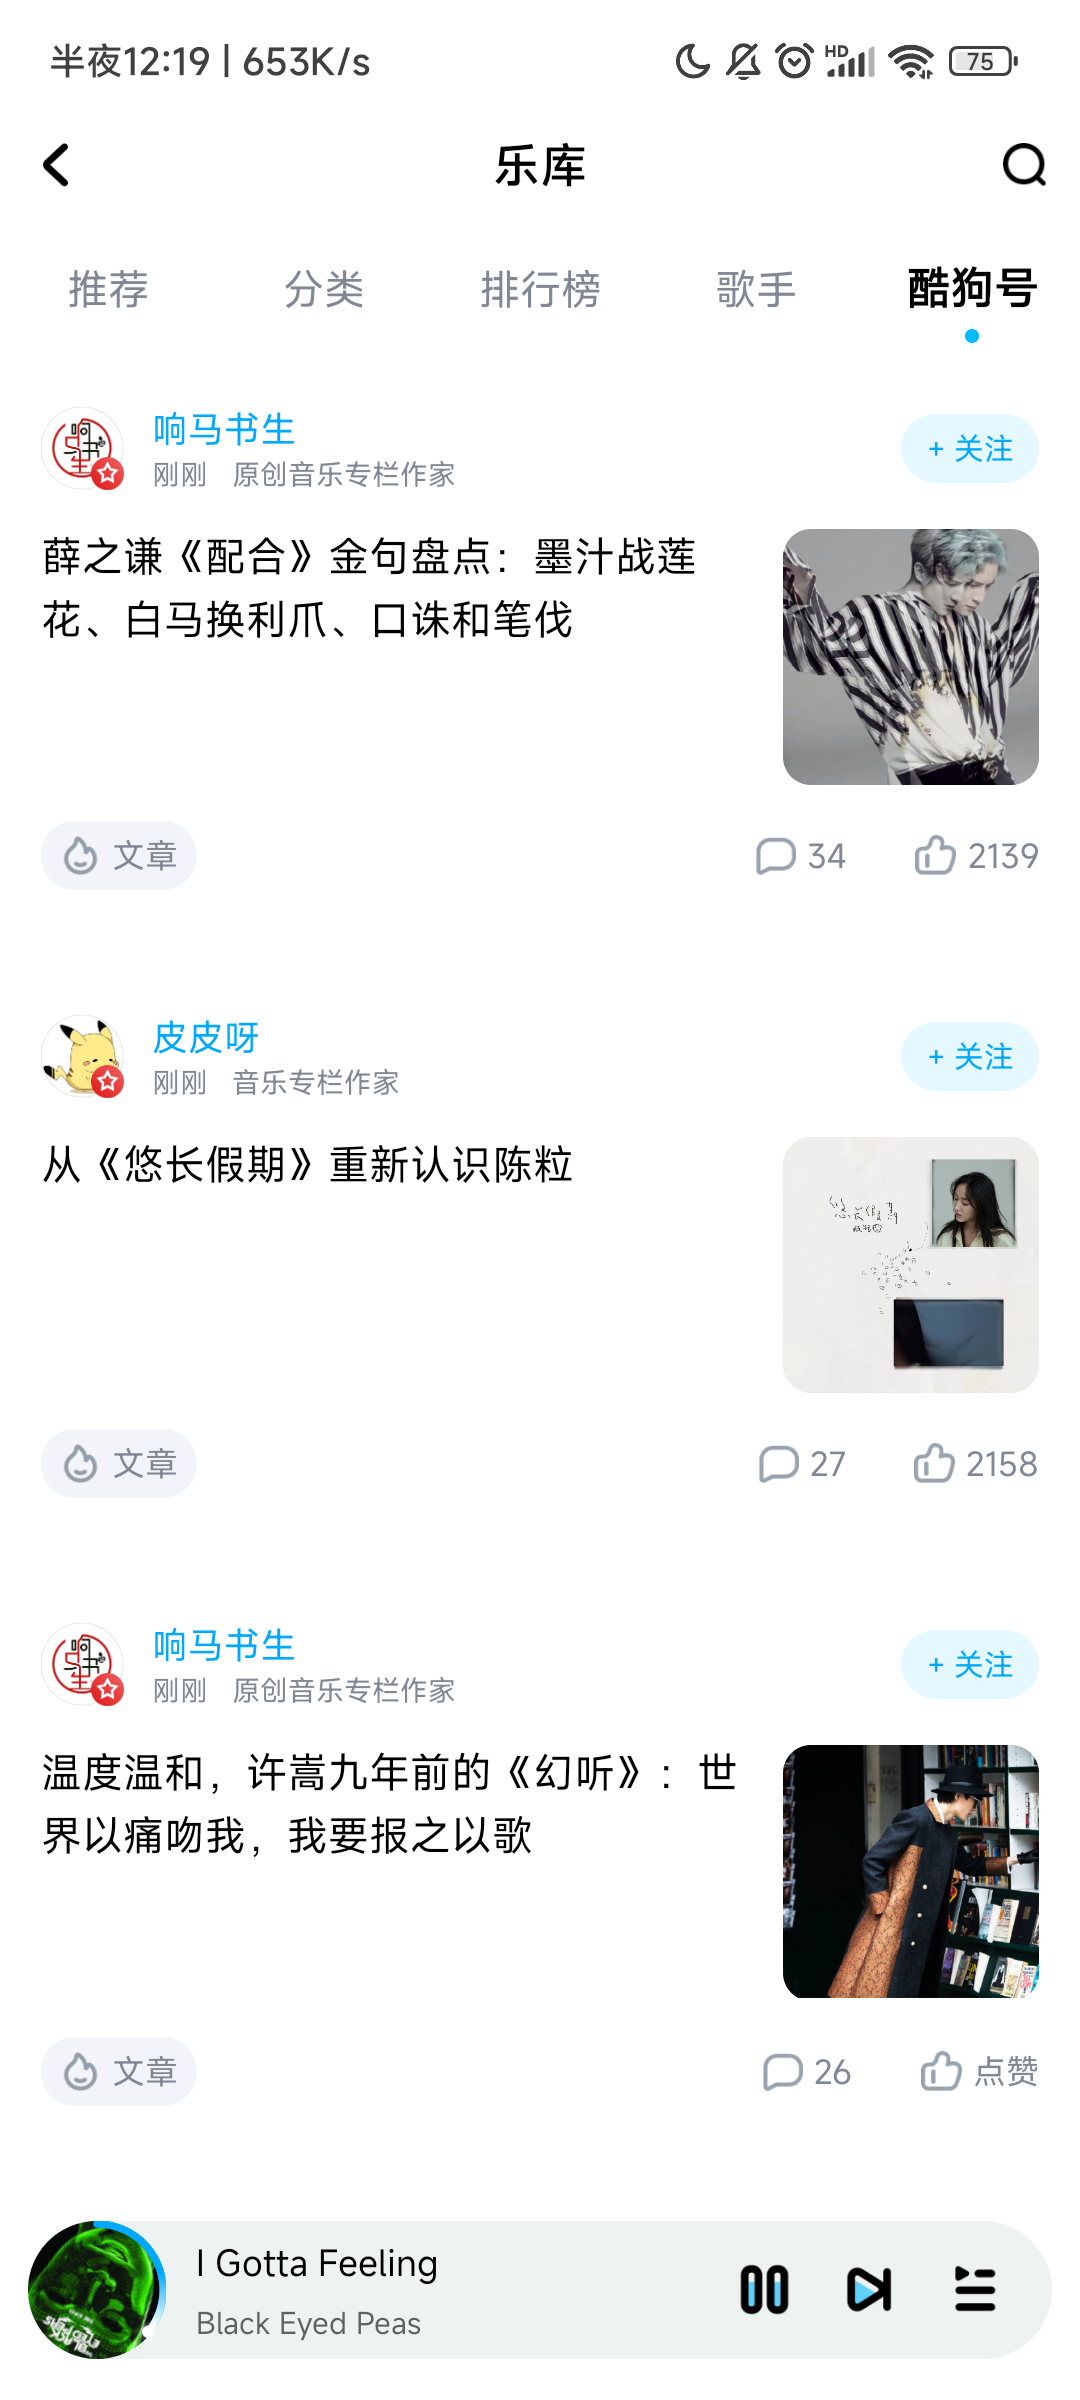 半夜12:19 | 653K/s
HD
75
乐库
推荐 分类 排行榜 歌手 酷狗号
响马书生
刚刚 原创音乐专栏作家
+ 关注
薛之谦《配合》金句盘点：墨汁战莲
花、白马换利爪、口诛和笔伐
文章
34
2139
皮皮呀
刚刚 音乐专栏作家
+ 关注
从《悠长假期》重新认识陈粒
悠长假期
文章
27
2158
响马书生
刚刚 原创音乐专栏作家
+ 关注
温度温和，许嵩九年前的《幻听》：世
界以痛吻我，我要报之以歌
文章
26
点赞
I Gotta Feeling
Black Eyed Peas